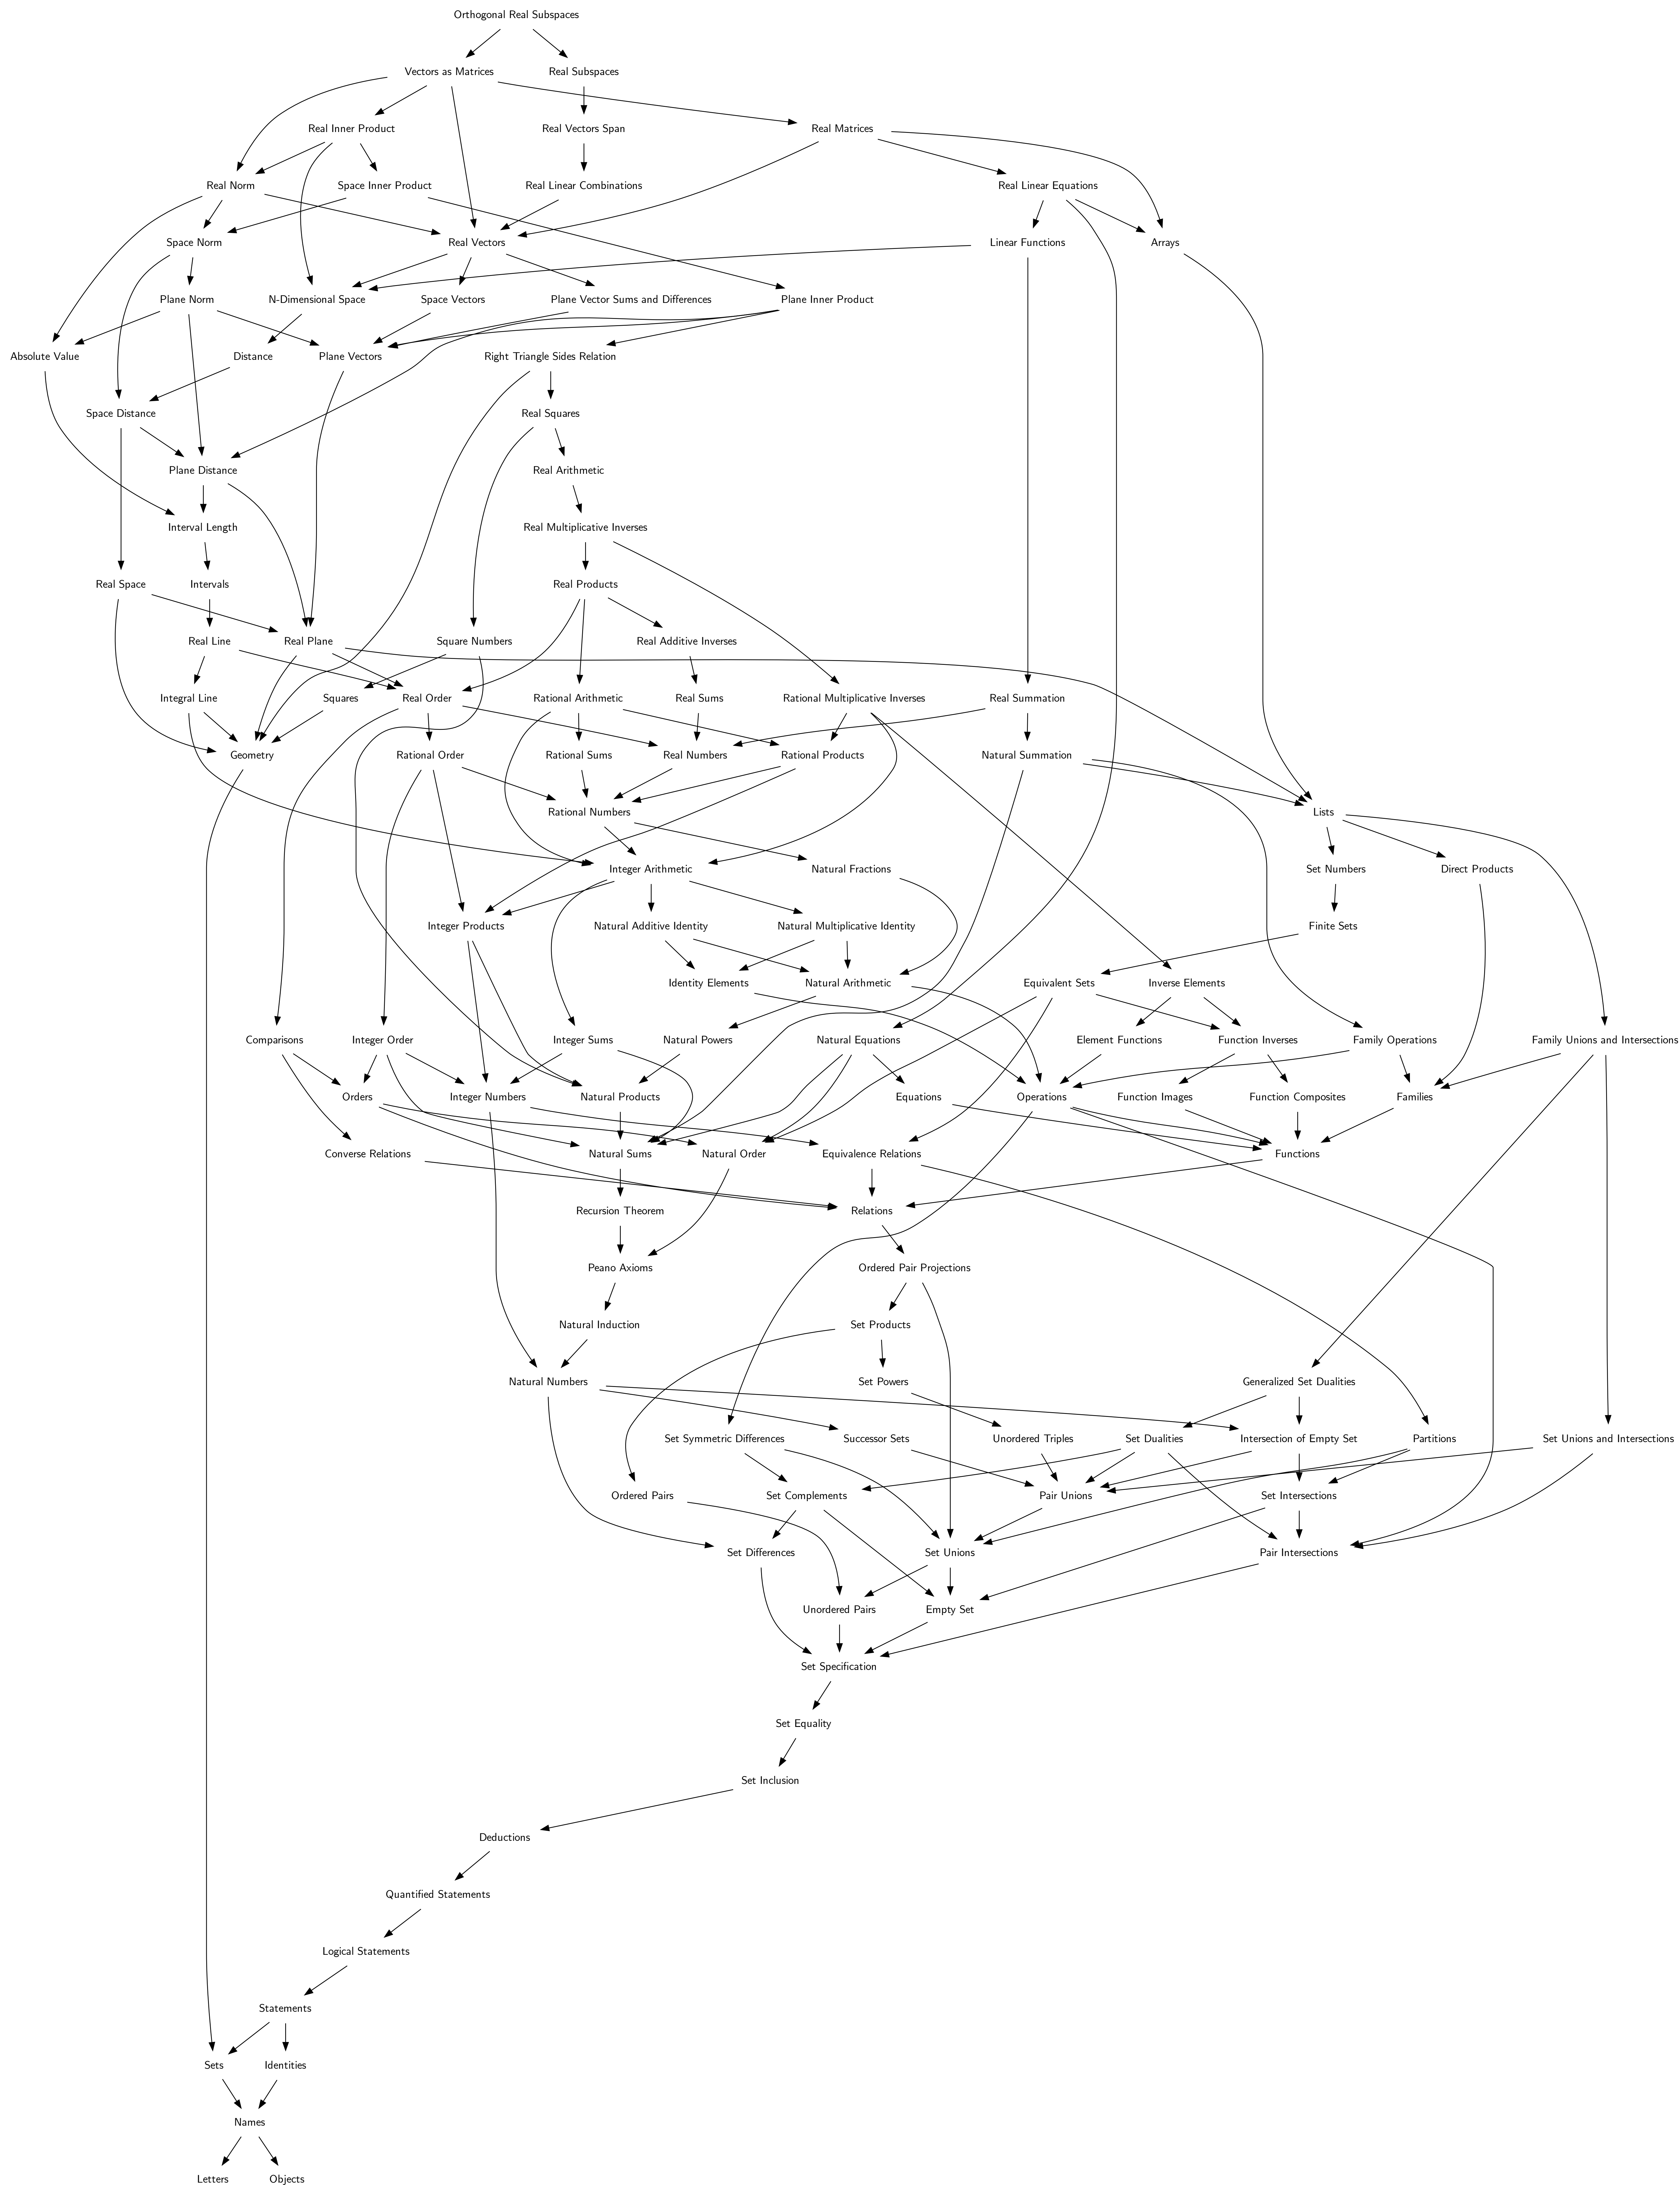 Orthogonal Real Subspaces
Vectors as Matrices
Real Subspaces
Real Inner Product
Real Vectors Span
Real Matrices
Real Norm
Space Inner Product
Real Linear Combinations
Real Linear Equations
Space Norm
Real Vectors
Linear Functions
Arrays
Plane Norm
N-Dimensional Space
Space Vectors
Plane Vector Sums and Differences
Plane Inner Product
Absolute Value
Distance
Plane Vectors
Right Triangle Sides Relation
Space Distance
Real Squares
Plane Distance
Real Arithmetic
Interval Length
Real Multiplicative Inverses
Real Space
Intervals
Real Products
Real Line
Real Plane
Square Numbers
Real Additive Inverses
Integral Line
Squares
Real Order
Rational Arithmetic
Real Sums
Rational Multiplicative Inverses
Real Summation
Geometry
Rational Order
Rational Sums
Real Numbers
Rational Products
Natural Summation
Rational Numbers
Lists
Integer Arithmetic
Natural Fractions
Set Numbers
Direct Products
Integer Products
Natural Additive Identity
Natural Multiplicative Identity
Finite Sets
Identity Elements
Natural Arithmetic
Equivalent Sets
Inverse Elements
Comparisons
Integer Order
Integer Sums
Natural Powers
Natural Equations
Element Functions
Function Inverses
Family Operations
Family Unions and Intersections
Orders
Integer Numbers
Natural Products
Equations
Operations
Function Images
Function Composites
Families
Converse Relations
Natural Sums
Natural Order
Equivalence Relations
Functions
Recursion Theorem
Relations
Peano Axioms
Ordered Pair Projections
Natural Induction
Set Products
Natural Numbers
Set Powers
Generalized Set Dualities
Set Symmetric Differences
Successor Sets
Unordered Triples
Set Dualities
Intersection of Empty Set
Partitions
Set Unions and Intersections
Ordered Pairs
Set Complements
Pair Unions
Set Intersections
Set Differences
Set Unions
Pair Intersections
Unordered Pairs
Empty Set
Set Specification
Set Equality
Set Inclusion
Deductions
Quantified Statements
Logical Statements
Statements
Sets
Identities
Names
Letters
Objects